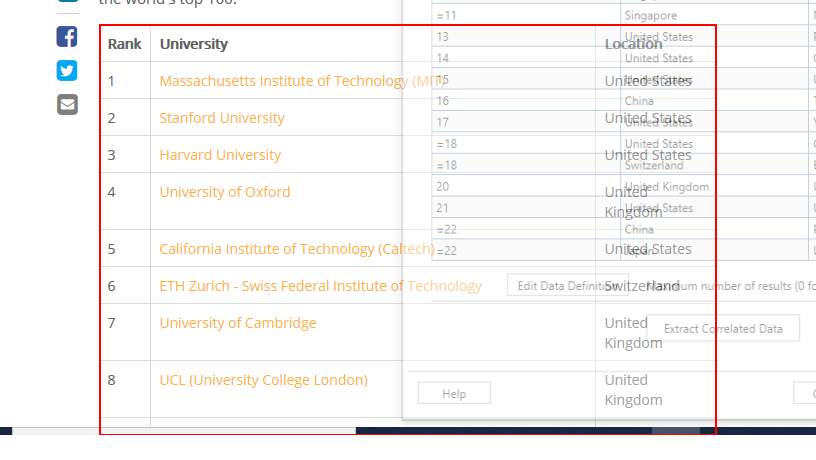 the world's top 100.
Rank University Location
1 Massachusetts Institute of Technology (MIT) United States
2 Stanford University United States
3 Harvard University United States
4 University of Oxford United
Kingdom
5 California Institute of Technology (Caltech) United States
6 ETH Zurich - Swiss Federal Institute of Technology Switzerland
7 University of Cambridge United
Kingdom
8 UCL (University College London) United
Kingdom
=11 Singapore
13 United States
14 United States
15 United States
16 China
17 United States
=18 United States
=18 Switzerland
20 United Kingdom
21 United States
=22 China
=22 Japan
Edit Data Definition Maximum number of results (0 fo
Extract Correlated Data
Help